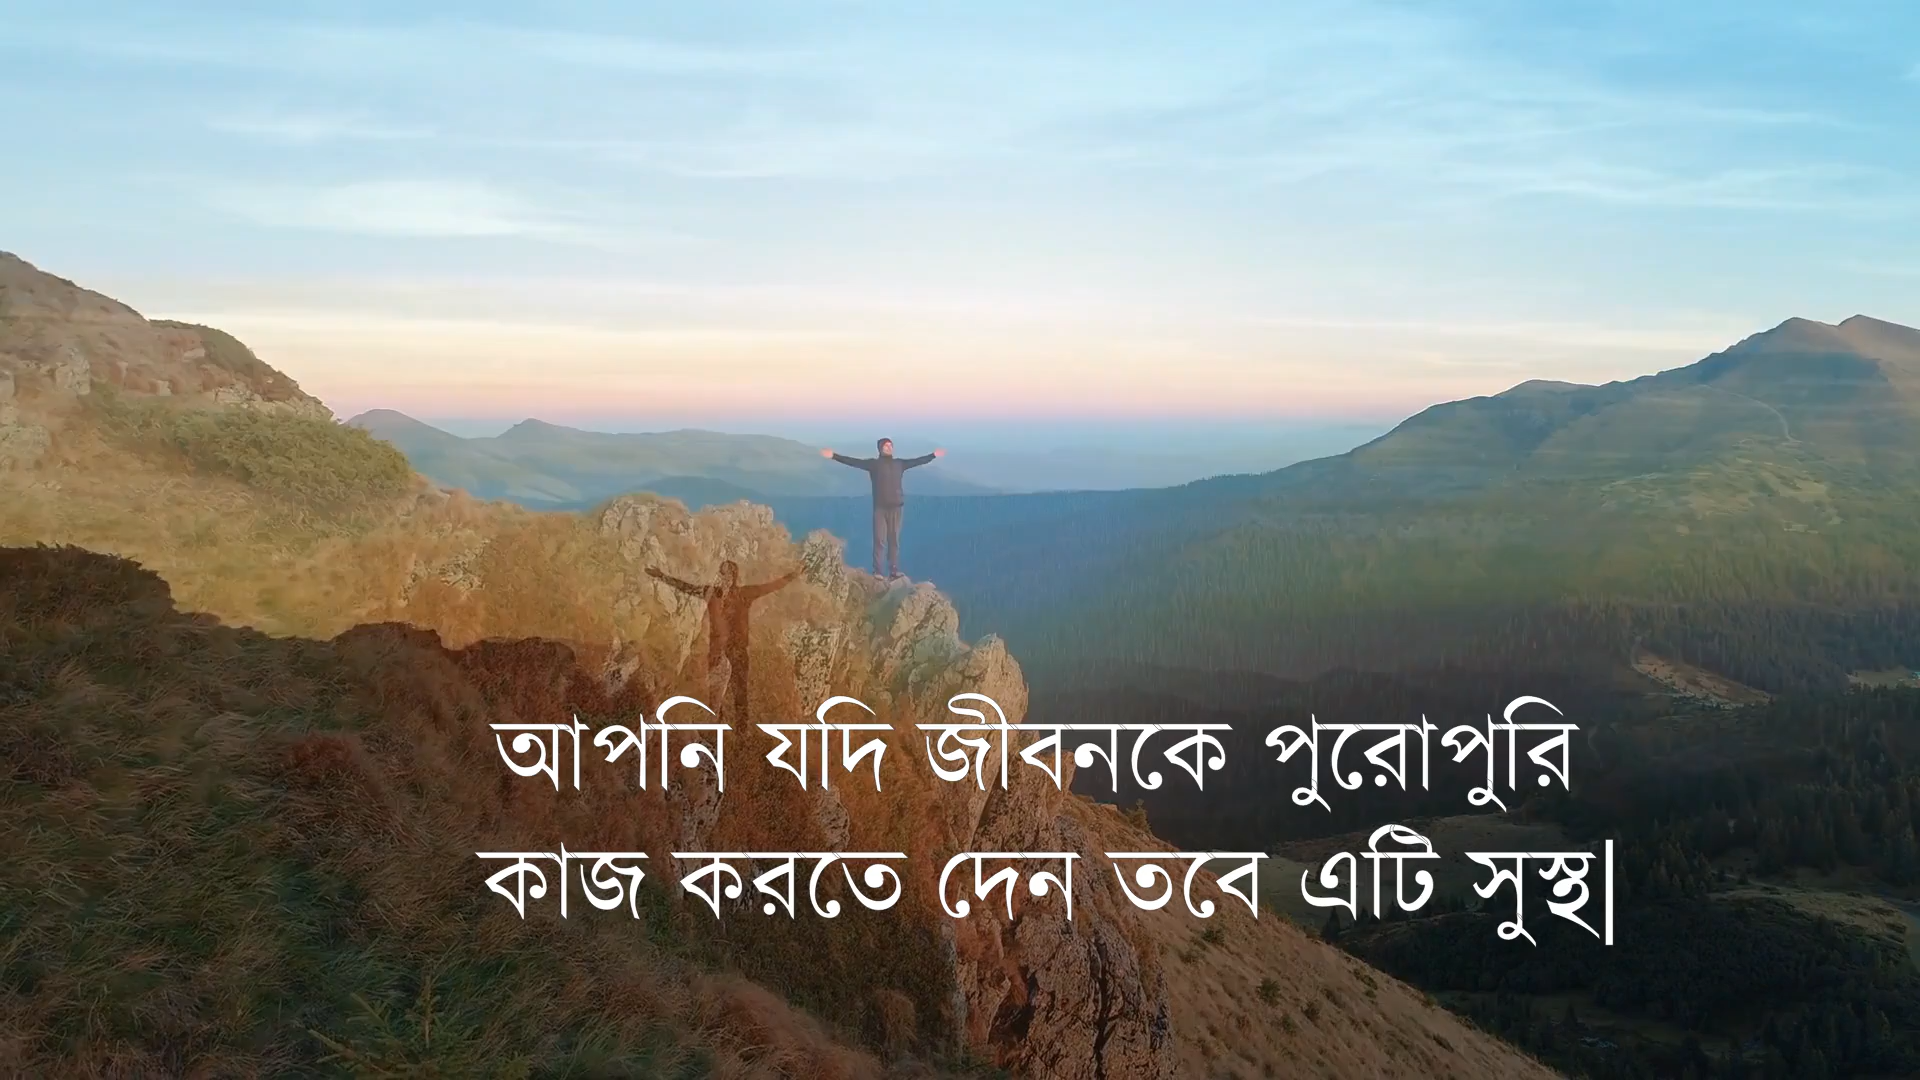 আপনি যদি জীবনকে পুরোপুরি
কাজ করতে দেন তবে এটি সুস্থ|